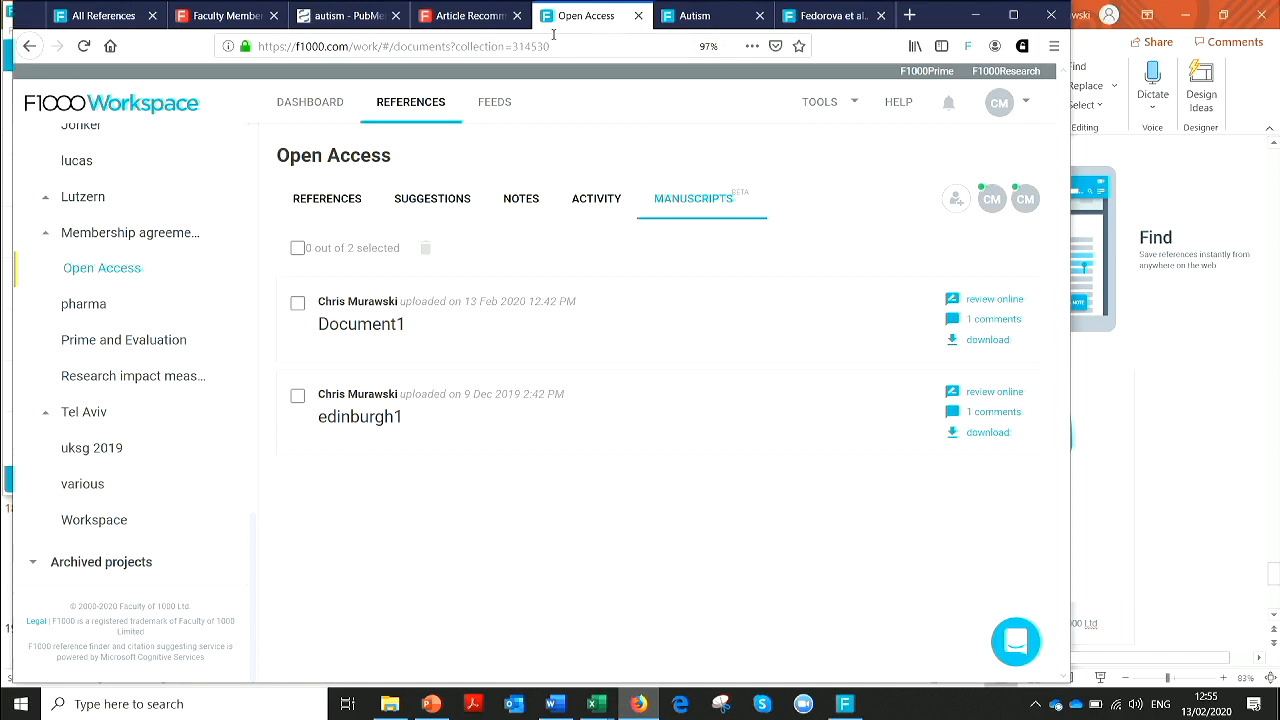 All References
Faculty Member
autism - PubMe
Article Recomm
Open Access
Autism
Fedorova et al.
https://f1000.com/work/#/documents?collection=314530
97%
Share
Comments
F1000Prime
F1000Research
F1000Workspace
DASHBOARD
REFERENCES
FEEDS
TOOLS
HELP
CM
Find
Replace
Select
Editing
Dictate
Voice
Design
Ideas
Designer
Jonker
lucas
Lutzern
Membership agreeme...
Open Access
pharma
Prime and Evaluation
Research impact meas...
Tel Aviv
uksg 2019
various
Workspace
Archived projects
© 2000-2020 Faculty of 1000 Ltd.
Legal | F1000 is a registered trademark of Faculty of 1000
Limited
F1000 reference finder and citation suggesting service is
powered by Microsoft Cognitive Services
Open Access
REFERENCES
SUGGESTIONS
NOTES
ACTIVITY
MANUSCRIPTS
BETA
CM
CM
0 out of 2 selected
Chris Murawski uploaded on 13 Feb 2020 12:42 PM
Document1
review online
1 comments
download
Chris Murawski uploaded on 9 Dec 2019 2:42 PM
edinburgh1
review online
1 comments
download
Find
Save references instantly from
anywhere on the web
NOTE
00 Ltd
83%
Type here to search
12:55
13/02/2020